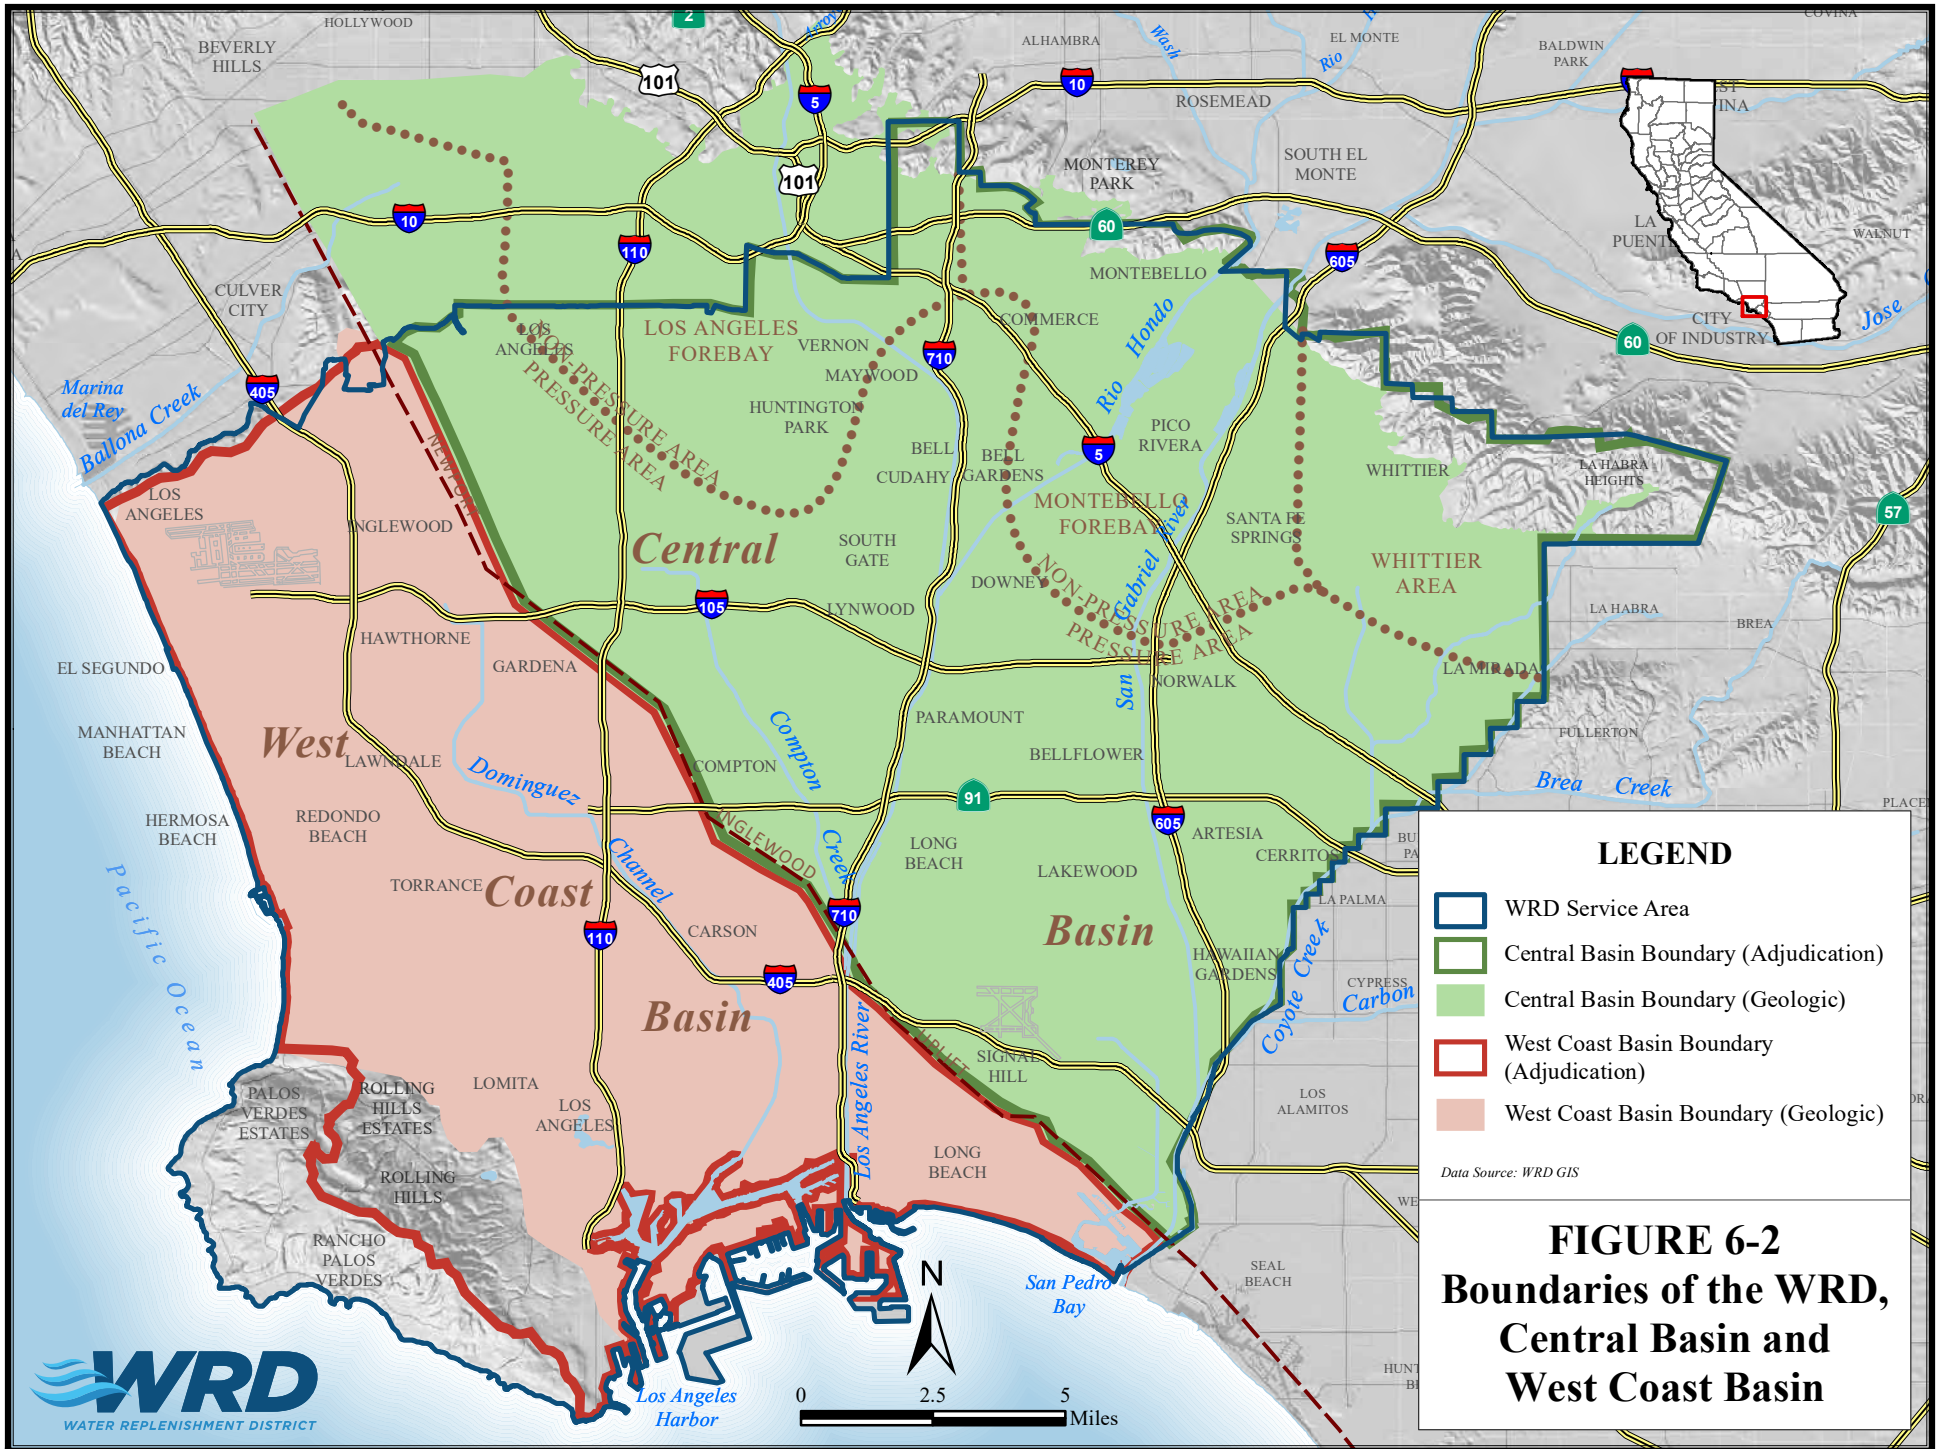 HOLLYWOOD
2
Arroyo
COVINA
BEVERLY
HILLS
ALHAMBRA
Wash
EL MONTE
Rio
BALDWIN
PARK
101
5
10
ROSEMEAD
101
MONTEREY
PARK
SOUTH EL
MONTE
10
110
60
605
LA
PUENTE
WALNUT
MONTEBELLO
CULVER
CITY
LOS
ANGELES
LOS ANGELES
FOREBAY
VERNON
MAYWOOD
710
COMMERCE
Rio Hondo
CITY
OF INDUSTRY
60
Jose
Marina
del Rey
Ballona Creek
405
NON-PRESSURE AREA
PRESSURE AREA
HUNTINGTON
PARK
BELL
CUDAHY
BELL
GARDENS
5
PICO
RIVERA
WHITTIER
LA HABRA
HEIGHTS
57
LOS
ANGELES
INGLEWOOD
NEWPORT
Central
SOUTH
GATE
MONTEBELLO
FOREBAY
SANTA FE
SPRINGS
WHITTIER
AREA
105
LYNWOOD
DOWNEY
NON-PRESSURE AREA
PRESSURE AREA
San Gabriel River
LA HABRA
BREA
HAWTHORNE
GARDENA
EL SEGUNDO
LA MIRADA
NORWALK
MANHATTAN
BEACH
West
LAWNDALE
PARAMOUNT
BELLFLOWER
FULLERTON
COMPTON
Compton
Creek
Dominguez
Channel
91
605
Brea Creek
HERMOSA
BEACH
REDONDO
BEACH
INGLEWOOD
LONG
BEACH
ARTESIA
CERRITOS
LAKEWOOD
TORRANCE
Coast
110
710
CARSON
Basin
LA PALMA
Pacific Ocean
405
HAWAIIAN
GARDENS
Coyote Creek
CYPRESS
Carbon
Basin
Los Angeles River
UPLIFT
SIGNAL
HILL
PALOS
VERDES
ESTATES
ROLLING
HILLS
ESTATES
LOMITA
LOS
ANGELES
LOS
ALAMITOS
ROLLING
HILLS
LONG
BEACH
RANCHO
PALOS
VERDES
San Pedro
Bay
SEAL
BEACH
N
Los Angeles
Harbor
0 2.5 5
Miles
WRD
WATER REPLENISHMENT DISTRICT
LEGEND
WRD Service Area
Central Basin Boundary (Adjudication)
Central Basin Boundary (Geologic)
West Coast Basin Boundary
(Adjudication)
West Coast Basin Boundary (Geologic)
Data Source: WRD GIS
FIGURE 6-2
Boundaries of the WRD,
Central Basin and
West Coast Basin